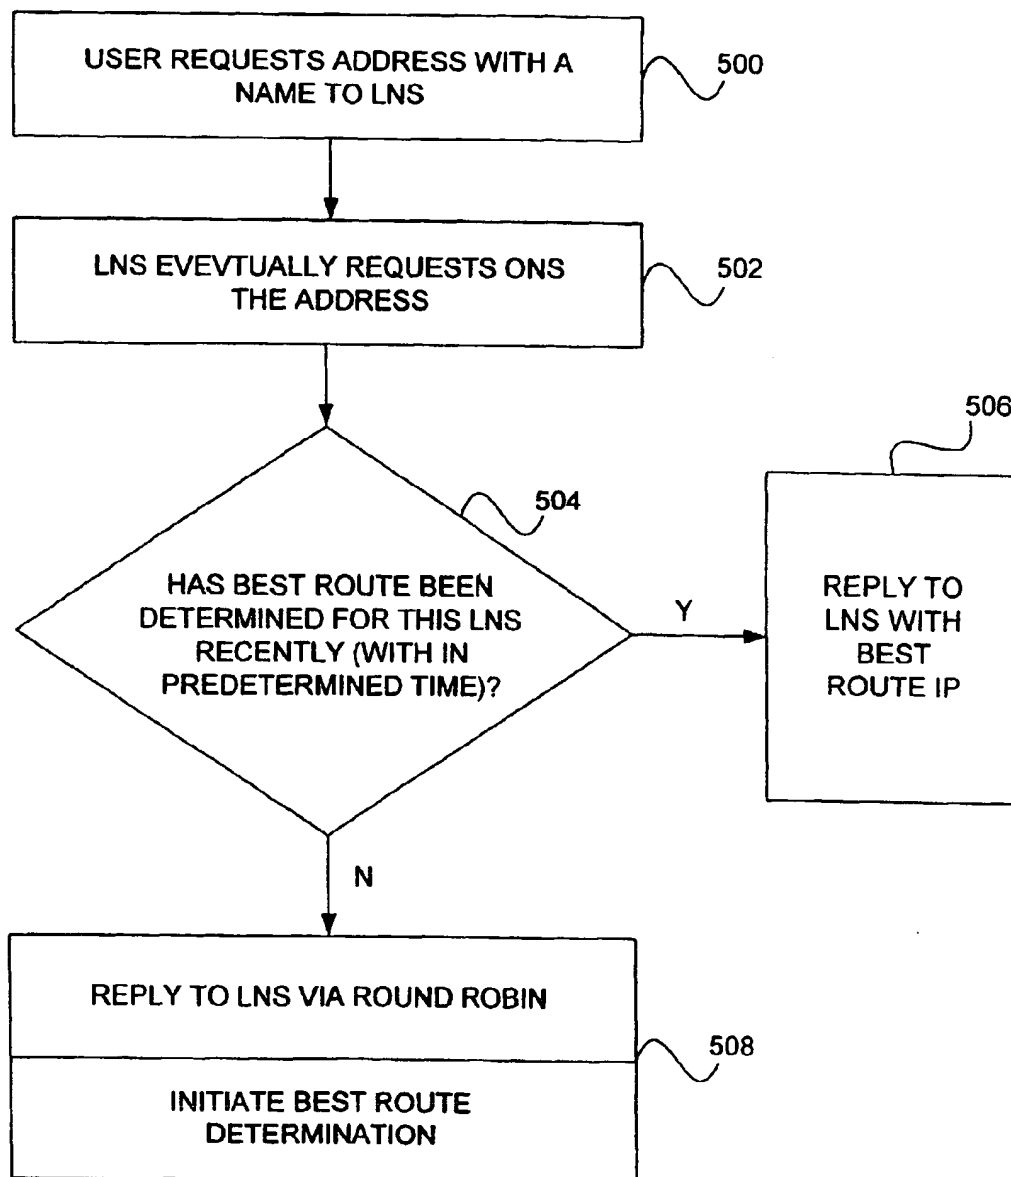 USER REQUESTS ADDRESS WITH A
NAME TO LNS
500
LNS EVEVTUALLY REQUESTS ONS
THE ADDRESS
502
504
HAS BEST ROUTE BEEN
DETERMINED FOR THIS LNS
RECENTLY (WITH IN
PREDETERMINED TIME)?
Y
506
REPLY TO
LNS WITH
BEST
ROUTE IP
N
REPLY TO LNS VIA ROUND ROBIN
508
INITIATE BEST ROUTE
DETERMINATION